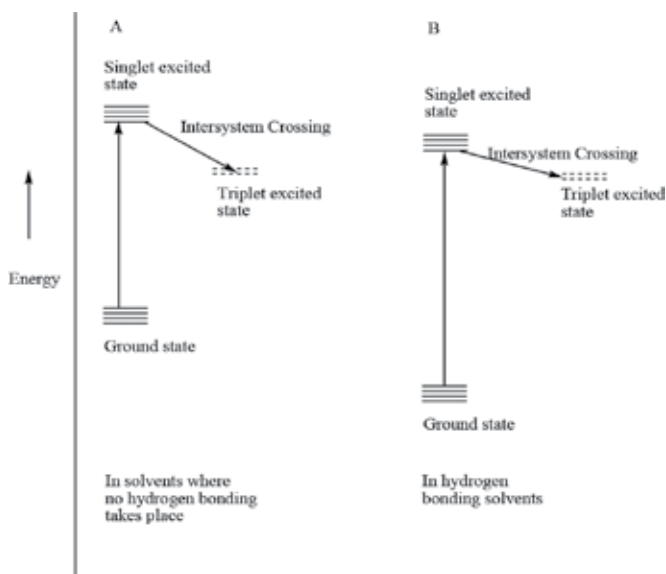 A
Singlet excited
state
Intersystem Crossing
Triplet excited
state
Energy
Ground state
In solvents where
no hydrogen bonding
takes place
B
Singlet excited
state
Intersystem Crossing
Triplet excited
state
Ground state
In hydrogen
bonding solvents